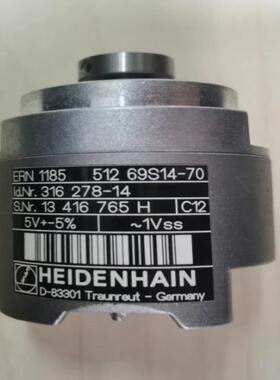 ERN 1185 512 69S14-70
Id.Nr. 316 278-14
S.Nr. 13 416 765 H C12
5V+-5% ~1Vss
HEIDENHAIN
D-83301 Traunreut - Germany